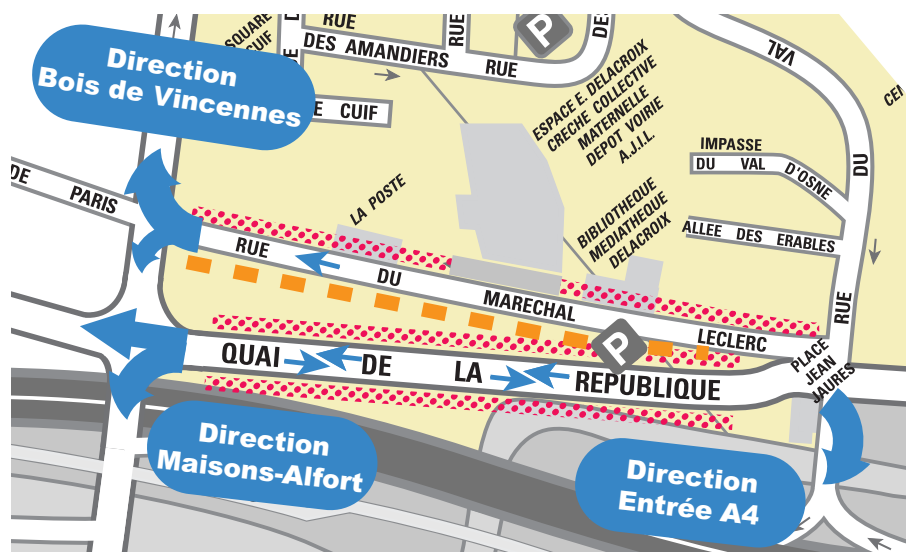 RUE
DES AMANDIERS RUE
RUE
DE
SQUARE
CUIF
E CUIF
P
Direction
Bois de Vincennes
VAL
DU
RUE
ESPACE E. DELACROIX
CRECHE COLLECTIVE
MATERNELLE
DEPOT VOIRIE
A.J.I.L.
CEN
IMPASSE
DU VAL D'OSNE
ALLEE DES ERABLES
DE PARIS
LA POSTE
BIBLIOTHEQUE
MEDIATHEQUE
DELACROIX
RUE DU MARECHAL LECLERC
P
PLACE
JEAN
JAURES
QUAI DE LA REPUBLIQUE
Direction
Maisons-Alfort
Direction
Entrée A4